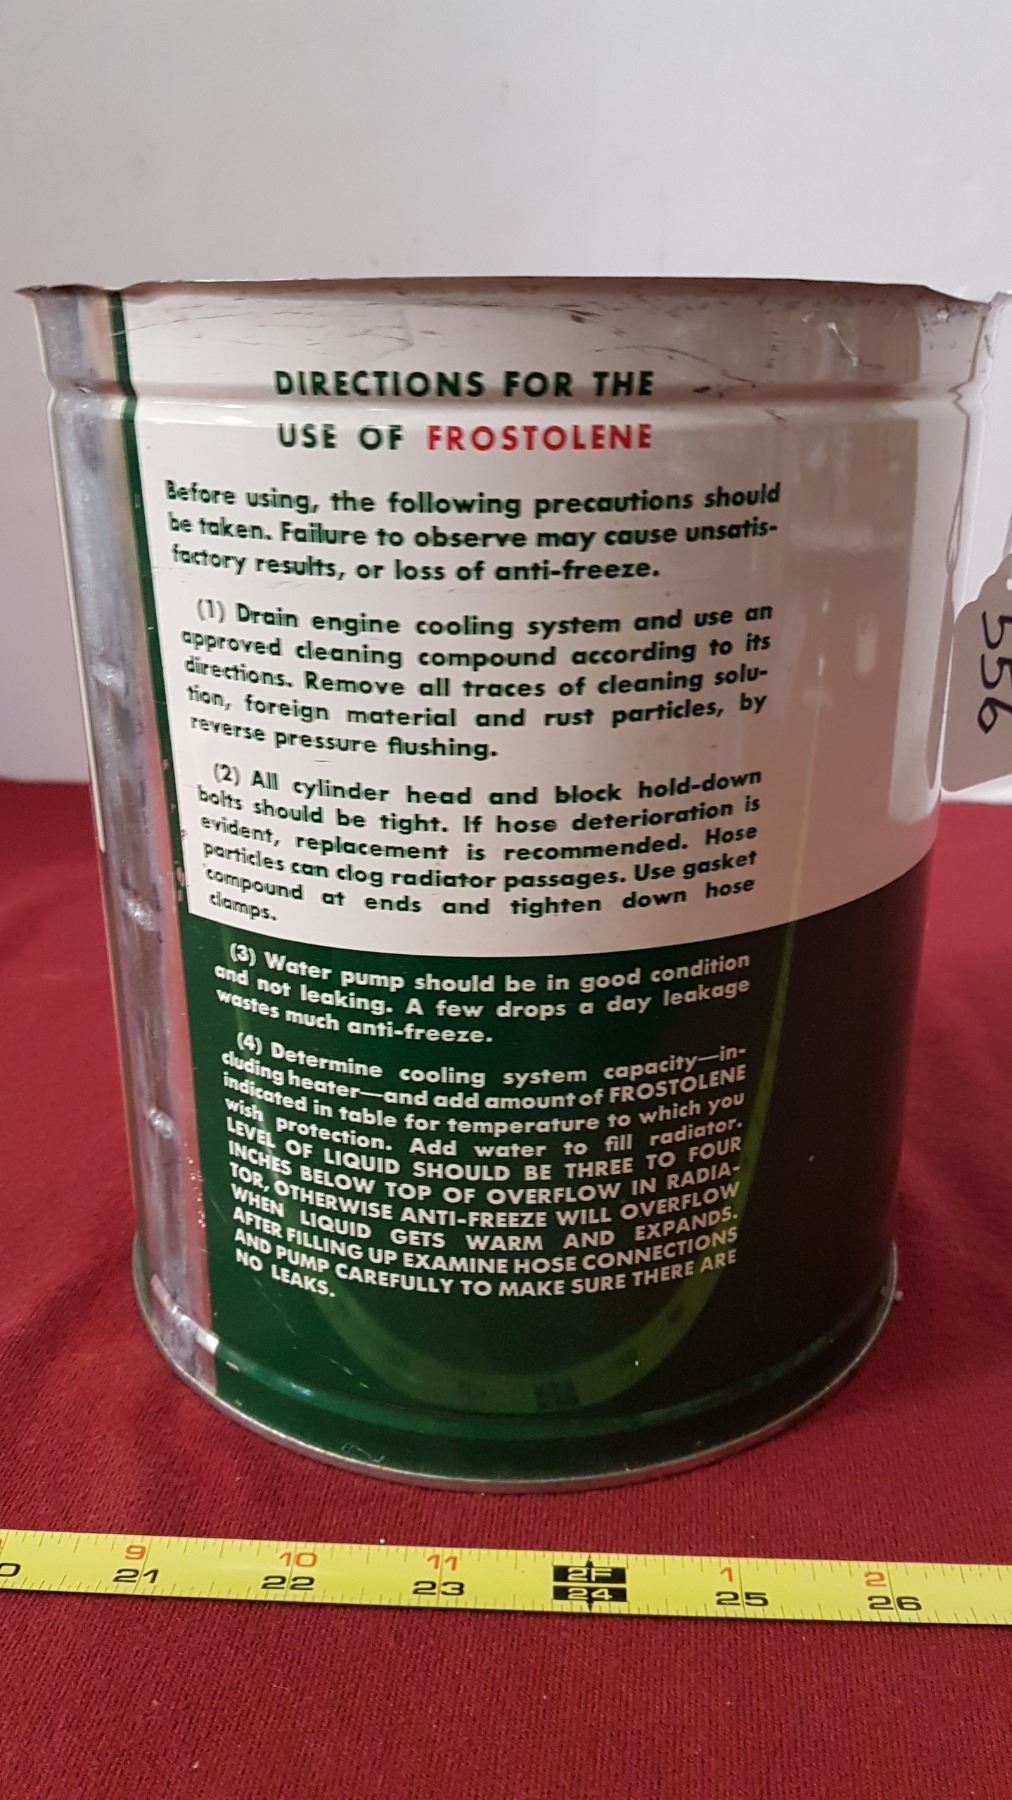 DIRECTIONS FOR THE
USE OF FROSTOLENE
Before using, the following precautions should
be taken. Failure to observe may cause unsatis-
factory results, or loss of anti-freeze.
(1) Drain engine cooling system and use an
approved cleaning compound according to its
directions. Remove all traces of cleaning solu-
tion, foreign material and rust particles, by
reverse pressure flushing.
(2) All cylinder head and block hold-down
bolts should be tight. If hose deterioration is
evident, replacement is recommended. Hose
particles can clog radiator passages. Use gasket
compound at ends and tighten down hose
clamps.
(3) Water pump should be in good condition
and not leaking. A few drops a day leakage
wastes much anti-freeze.
(4) Determine cooling system capacity—in-
cluding heater—and add amount of FROSTOLENE
indicated in table for temperature to which you
wish protection. Add water to fill radiator.
LEVEL OF LIQUID SHOULD BE THREE TO FOUR
INCHES BELOW TOP OF OVERFLOW IN RADIA-
TOR, OTHERWISE ANTI-FREEZE WILL OVERFLOW
WHEN LIQUID GETS WARM AND EXPANDS.
AFTER FILLING UP EXAMINE HOSE CONNECTIONS
AND PUMP CAREFULLY TO MAKE SURE THERE ARE
NO LEAKS.
556
9 10 11 2F 1 2
21 22 23 24 25 26